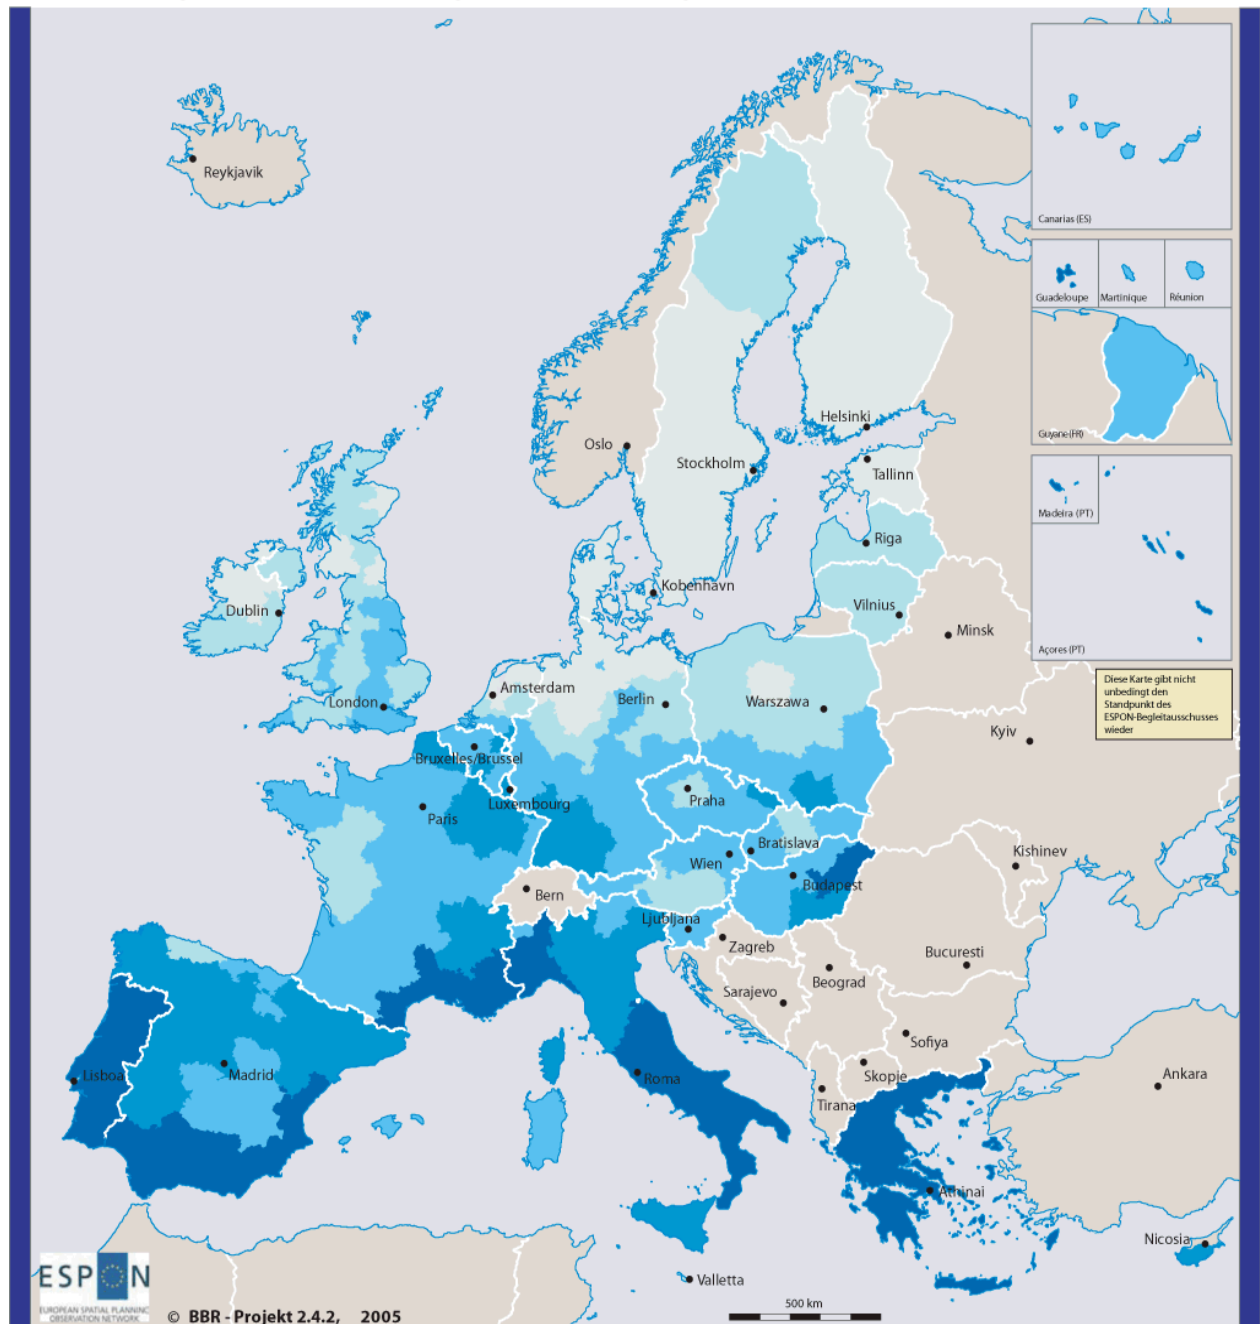 Canarias (ES)
Reykjavik
Guadeloupe
Martinique
Réunion
Guyane (FR)
Helsinki
Oslo
Stockholm
Tallinn
Madeira (PT)
Riga
Kobenhavn
Dublin
Vilnius
Minsk
Açores (PT)
Diese Karte gibt nicht
unbedingt den
Standpunkt des
ESPON-Begleitausschusses
wieder
Amsterdam
London
Berlin
Warszawa
Kyiv
Bruxelles/Brussel
Luxembourg
Praha
Paris
Bratislava
Wien
Kishinev
Budapest
Bern
Ljubljana
Zagreb
Bucuresti
Beograd
Sarajevo
Sofiya
Lisboa
Madrid
Roma
Skopje
Ankara
Tirana
Athinai
Nicosia
Valletta
ESPON
EUROPEAN SPATIAL PLANNING
OBSERVATION NETWORK
500 km
© BBR - Projekt 2.4.2, 2005